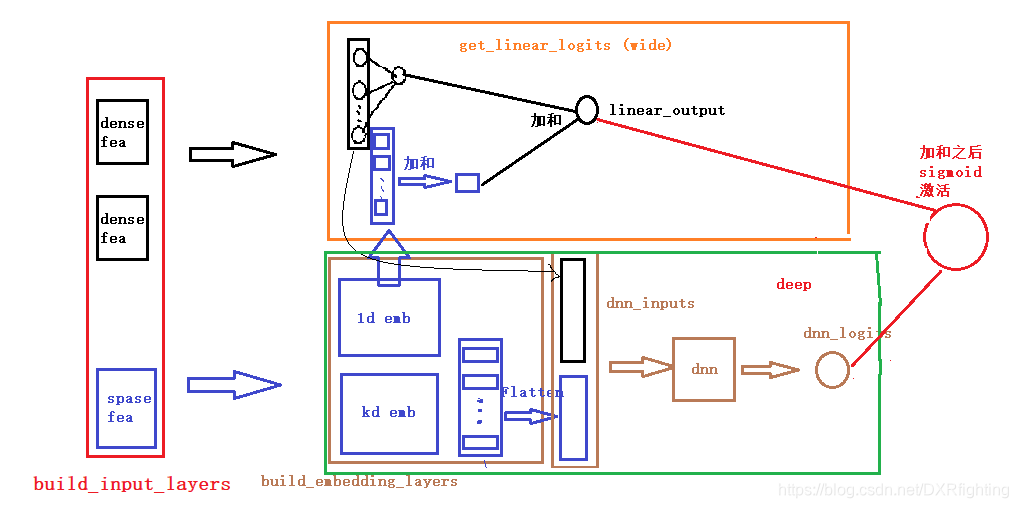 get_linear_logits (wide)
dense
fea
linear_output
加和
加和
加和之后
sigmoid
激活
dense
fea
deep
1d emb
dnn_inputs
dnn_logits
dnn
spase
fea
kd emb
Flatten
build_input_layers
build_embedding_layers
https://blog.csdn.net/DXRfighting